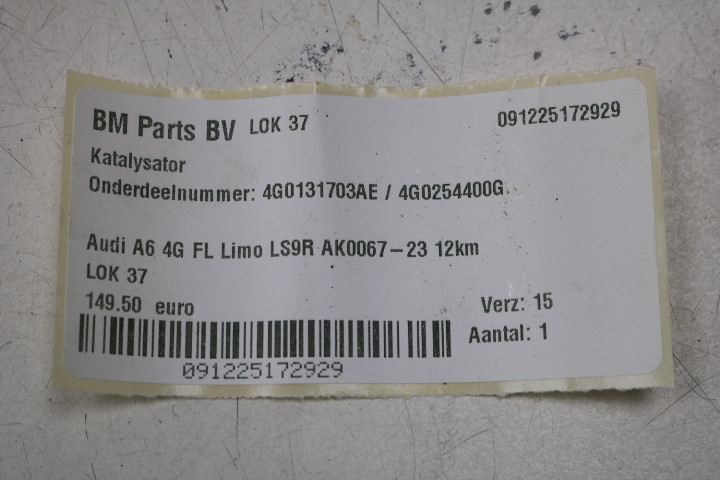 BM Parts BV LOK 37 091225172929
Katalysator
Onderdeelnummer: 4G0131703AE / 4G0254400G
Audi A6 4G FL Limo LS9R AK0067-23 12km
LOK 37
149.50 euro Verz: 15
Aantal: 1
091225172929